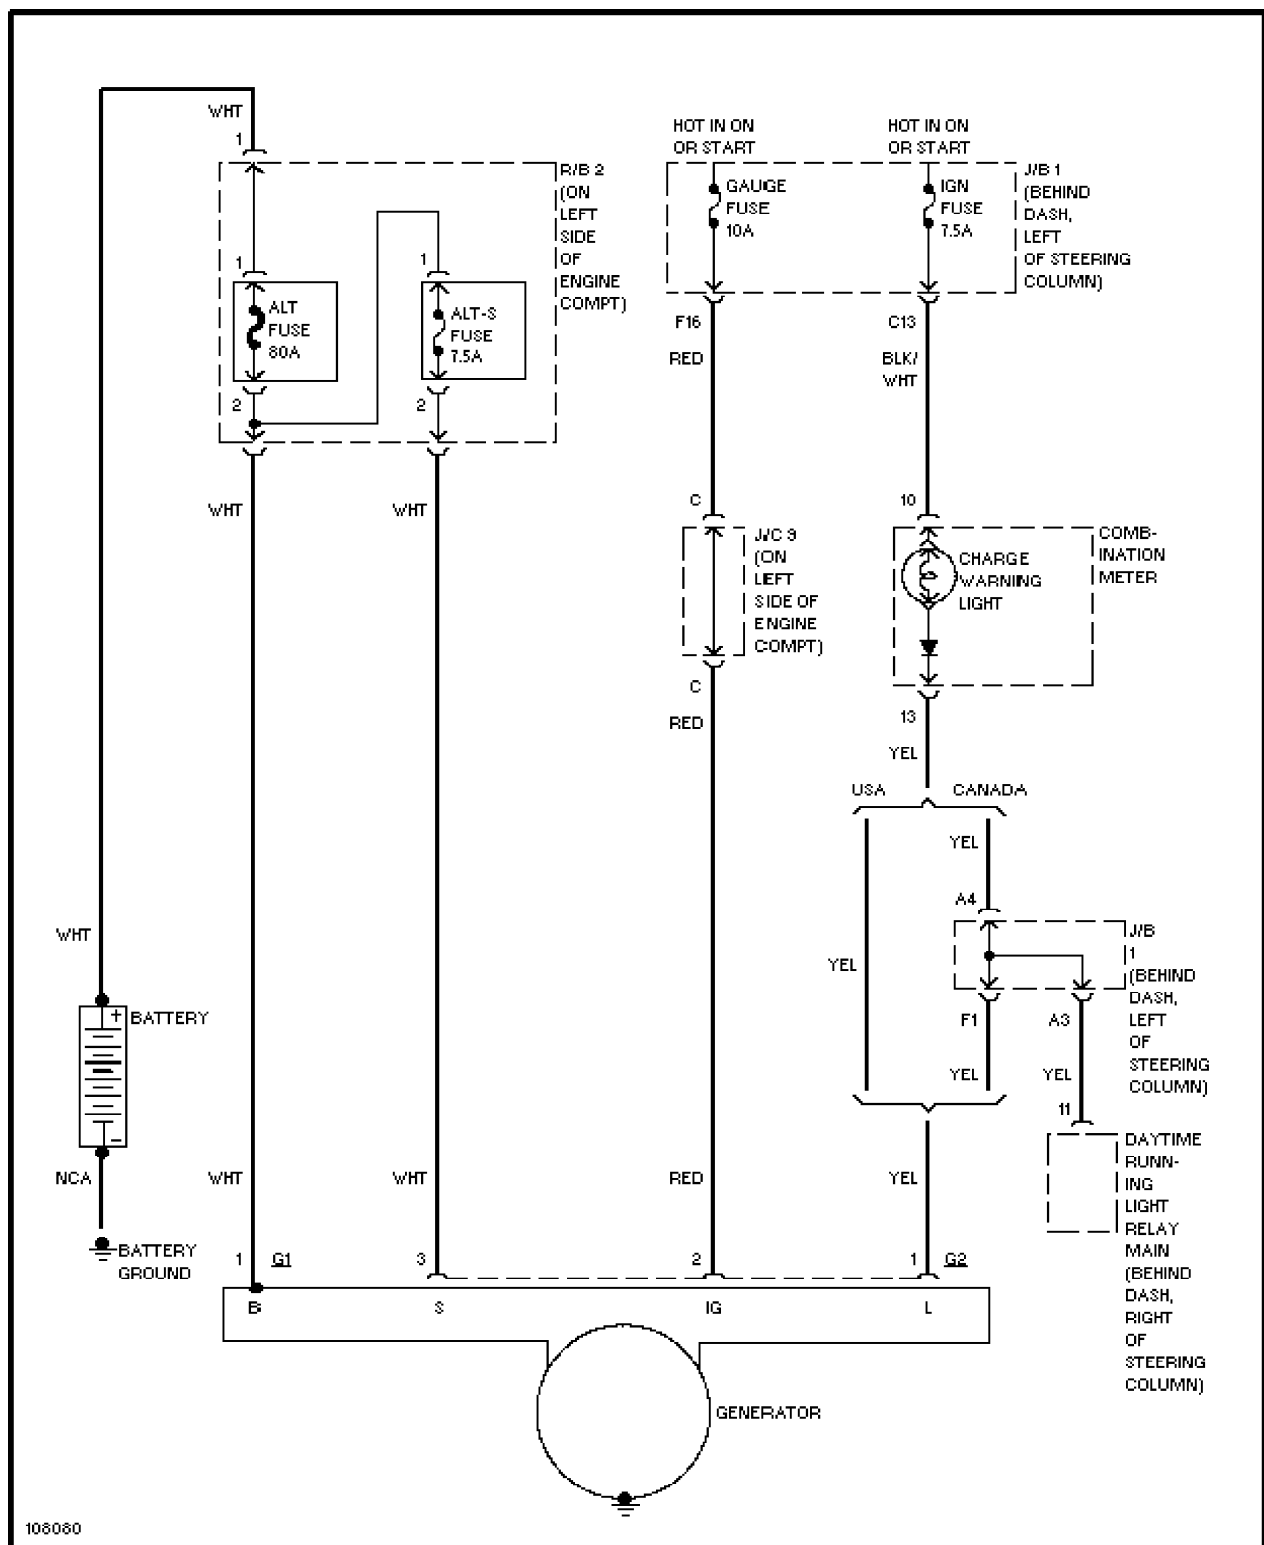 WHT
1
HOT IN ON
OR START
HOT IN ON
OR START
R/B 2
(ON
LEFT
SIDE
OF
ENGINE
COMPT)
GAUGE
FUSE
10A
IGN
FUSE
7.5A
J/B 1
(BEHIND
DASH,
LEFT
OF STEERING
COLUMN)
1
1
ALT
FUSE
80A
ALT-S
FUSE
7.5A
2
2
F16
RED
C13
BLK/
WHT
WHT
WHT
C
10
J/C 3
(ON
LEFT
SIDE OF
ENGINE
COMPT)
CHARGE
WARNING
LIGHT
COMB-
INATION
METER
C
RED
13
YEL
USA
CANADA
YEL
A4
WHT
YEL
J/B
1
(BEHIND
DASH,
LEFT
OF
STEERING
COLUMN)
+
BATTERY
-
F1
A3
YEL
YEL
11
NCA
WHT
WHT
RED
YEL
DAYTIME
RUNN-
ING
LIGHT
RELAY
MAIN
(BEHIND
DASH,
RIGHT
OF
STEERING
COLUMN)
BATTERY
GROUND
1
G1
3
2
1
G2
B
S
IG
L
GENERATOR
108080